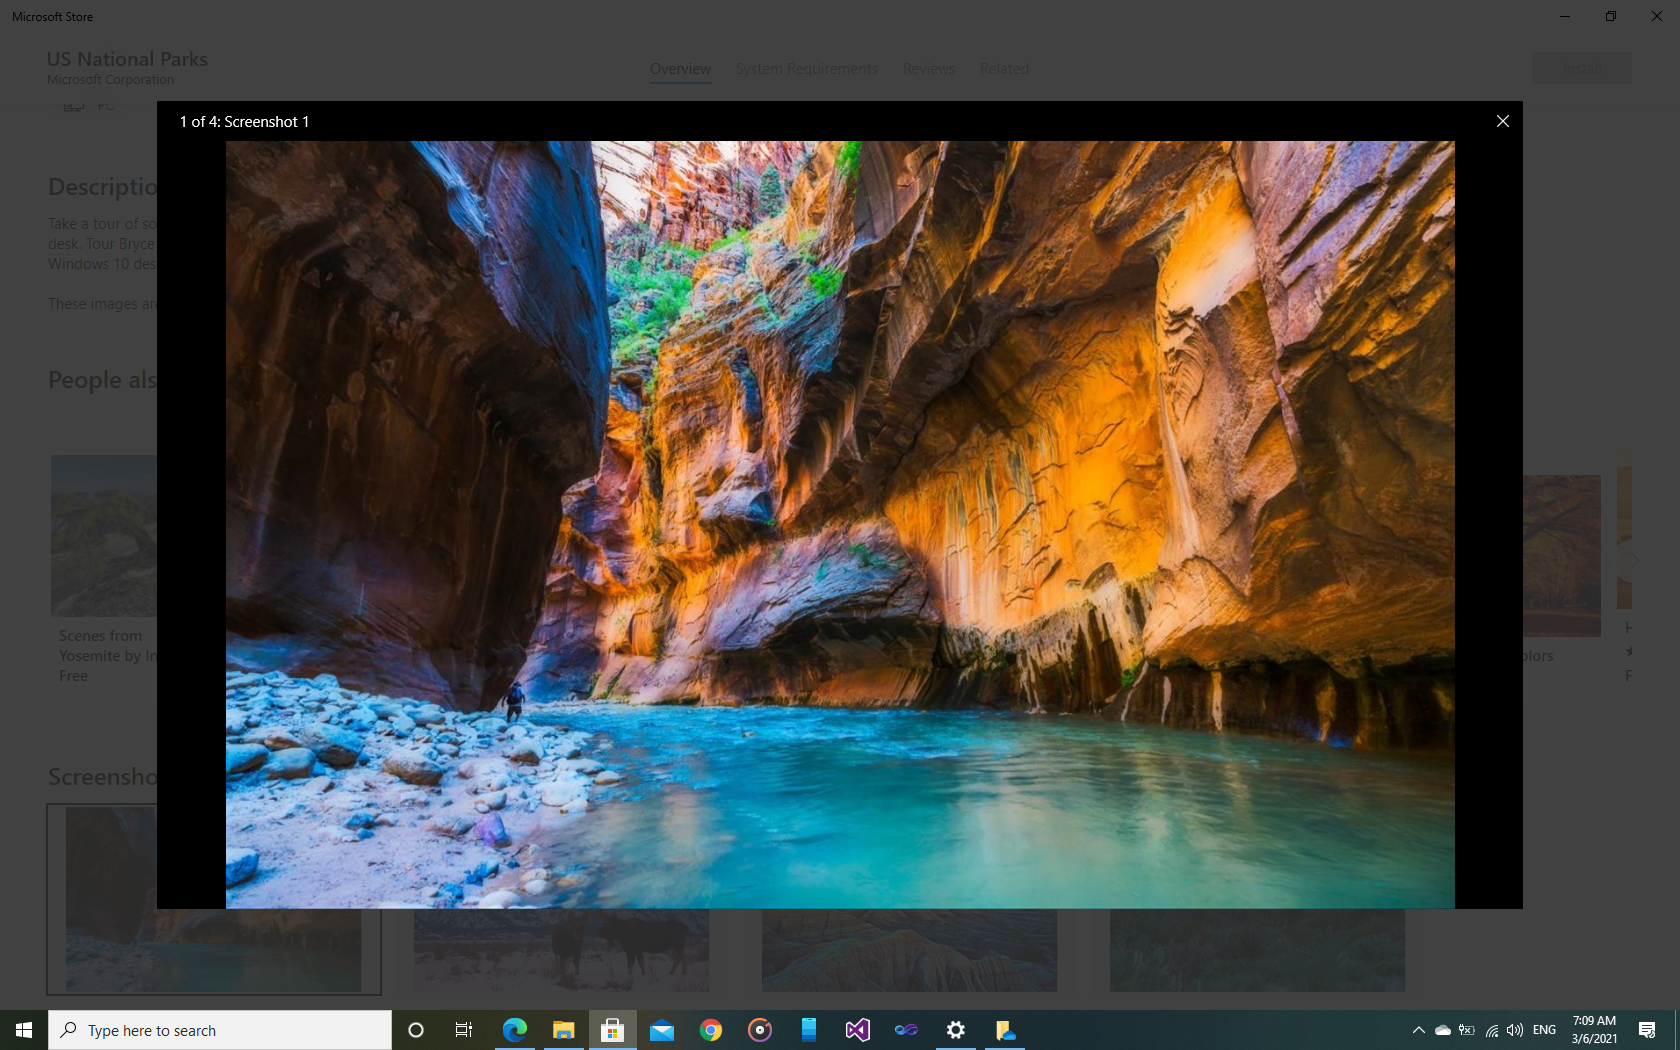 Microsoft Store
US National Parks
Microsoft Corporation
Overview
System Requirements
Reviews
Related
Install
PC
1 of 4: Screenshot 1
Descriptio
Take a tour of so
desk. Tour Bryce
Windows 10 des
These images ar
People als
Scenes from
Yosemite by In
Free
olors
H
F
Screensho
Type here to search
ENG
7:09 AM
3/6/2021